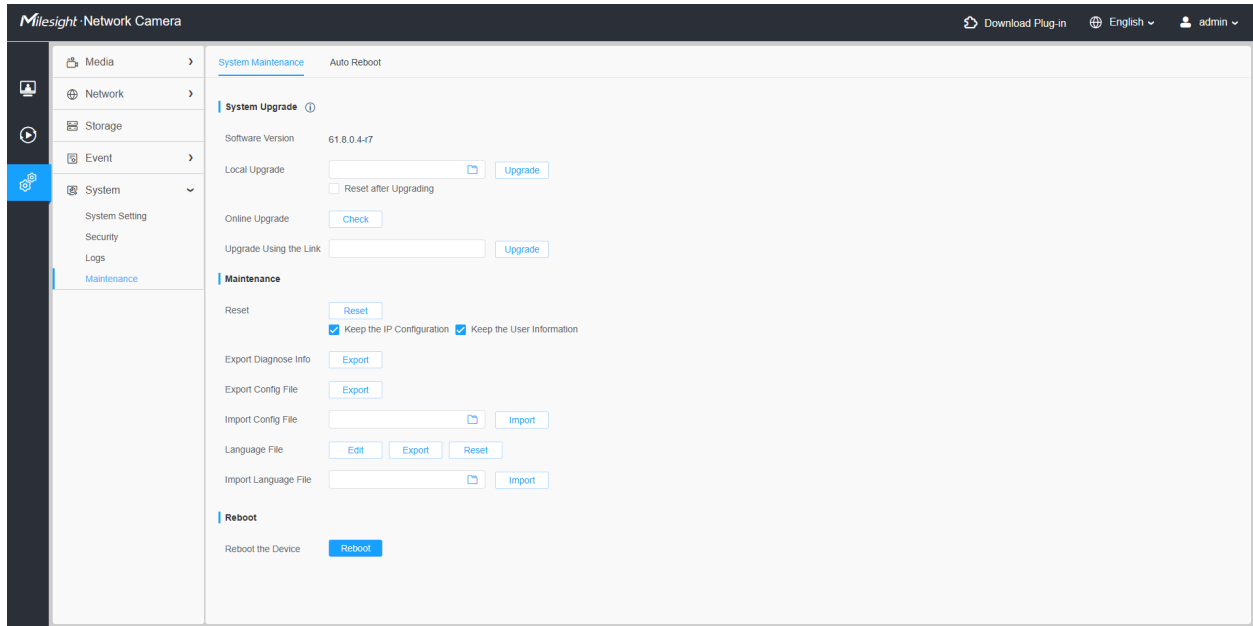 Milesight · Network Camera
Download Plug-in English admin
Media
Network
Storage
Event
System
System Setting
Security
Logs
Maintenance
System Maintenance Auto Reboot
System Upgrade
Software Version 61.8.0.4-r7
Local Upgrade Upgrade
Reset after Upgrading
Online Upgrade Check
Upgrade Using the Link Upgrade
Maintenance
Reset Reset
Keep the IP Configuration Keep the User Information
Export Diagnose Info Export
Export Config File Export
Import Config File Import
Language File Edit Export Reset
Import Language File Import
Reboot
Reboot the Device Reboot